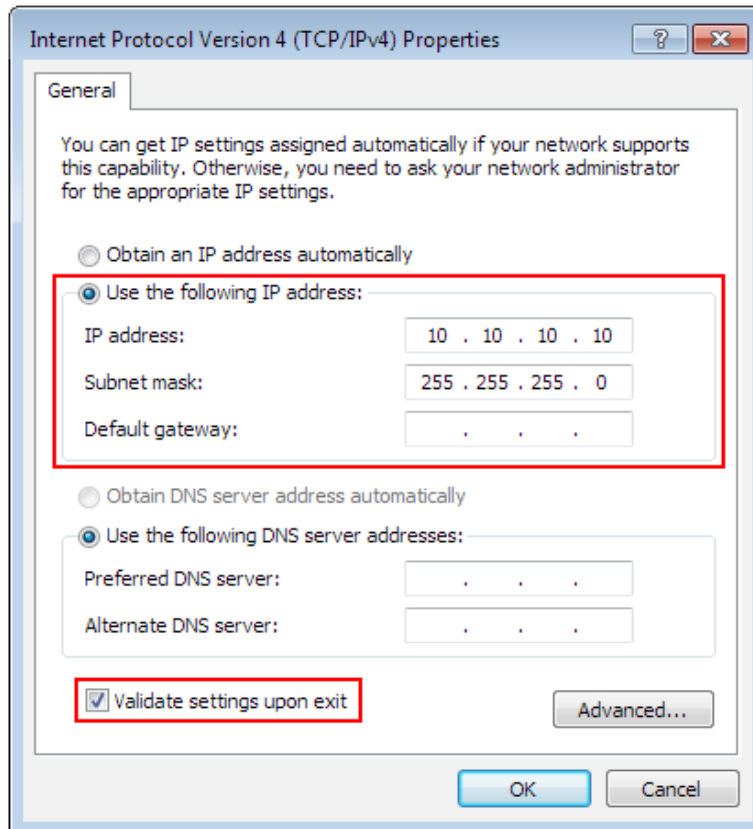 Internet Protocol Version 4 (TCP/IPv4) Properties
General
You can get IP settings assigned automatically if your network supports
this capability. Otherwise, you need to ask your network administrator
for the appropriate IP settings.
Obtain an IP address automatically
Use the following IP address:
IP address: 10 . 10 . 10 . 10
Subnet mask: 255 . 255 . 255 . 0
Default gateway: . . .
Obtain DNS server address automatically
Use the following DNS server addresses:
Preferred DNS server: . . .
Alternate DNS server: . . .
Validate settings upon exit
Advanced...
OK Cancel